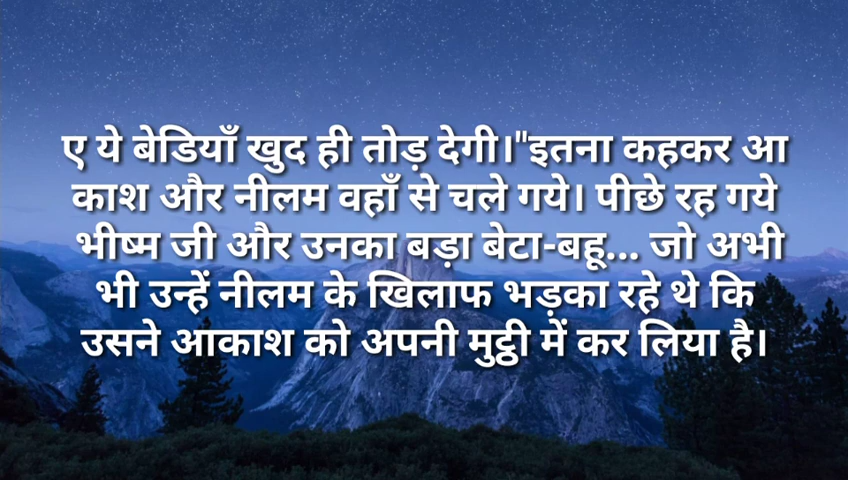 ए ये बेडियाँ खुद ही तोड़ देगी।"इतना कहकर आ
काश और नीलम वहाँ से चले गये। पीछे रह गये
भीष्म जी और उनका बड़ा बेटा-बहू... जो अभी
भी उन्हें नीलम के खिलाफ भड़का रहे थे कि
उसने आकाश को अपनी मुट्ठी में कर लिया है।